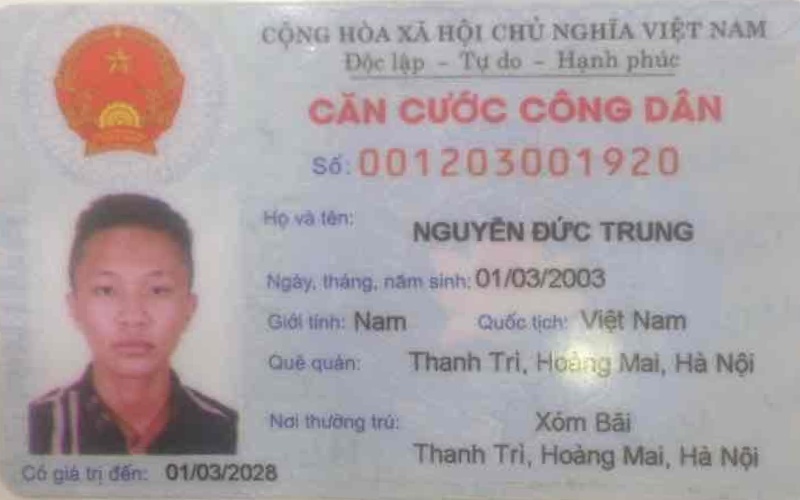 CỘNG HÒA XÃ HỘI CHỦ NGHĨA VIỆT NAM
Độc lập - Tự do - Hạnh phúc
CĂN CƯỚC CÔNG DÂN
Số: 001203001920
Họ và tên: NGUYỄN ĐỨC TRUNG
Ngày, tháng, năm sinh: 01/03/2003
Giới tính: Nam Quốc tịch: Việt Nam
Quê quán: Thanh Trì, Hoàng Mai, Hà Nội
Nơi thường trú: Xóm Bãi
Thanh Trì, Hoàng Mai, Hà Nội
Có giá trị đến: 01/03/2028